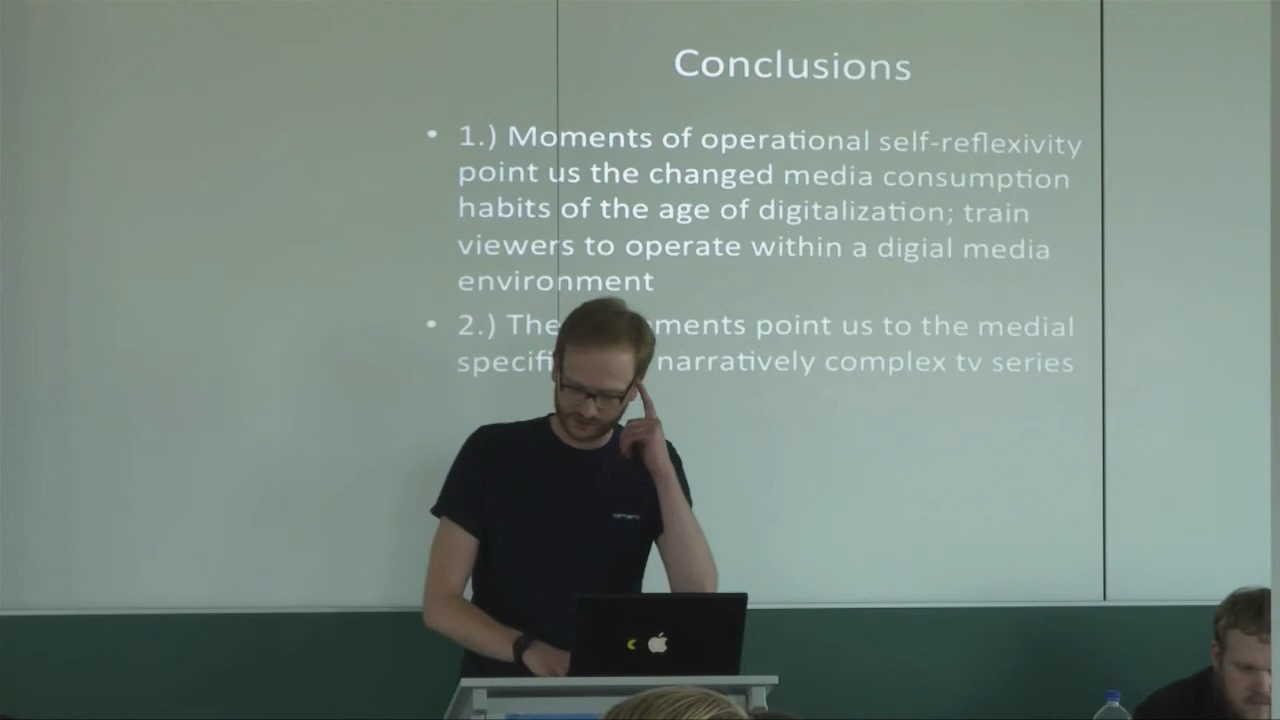 Conclusions
• 1.) Moments of operational self-reflexivity
point us the changed media consumption
habits of the age of digitalization; train
viewers to operate within a digial media
environment
• 2.) The ments point us to the medial
specifi narratively complex tv series